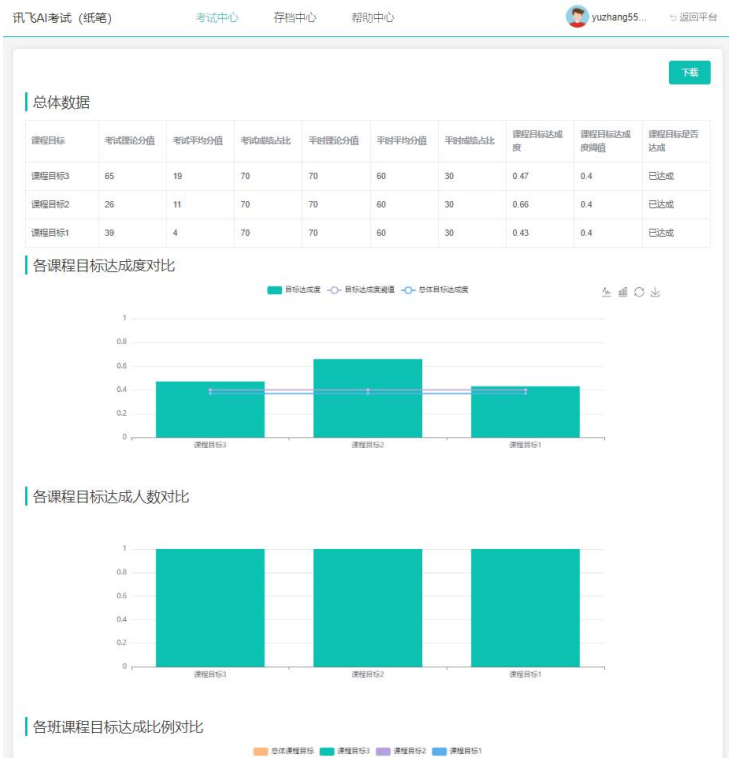 讯飞AI考试（纸笔） 考试中心 存档中心 帮助中心 yuzhang55... 返回平台
下载
总体数据
课程目标 考试理论分值 考试平均分值 考试成绩占比 平时理论分值 平时平均分值 平时成绩占比 课程目标达成度 课程目标达成度阈值 课程目标是否达成
课程目标3 65 19 70 70 60 30 0.47 0.4 已达成
课程目标2 26 11 70 70 60 30 0.66 0.4 已达成
课程目标1 39 4 70 70 60 30 0.43 0.4 已达成
各课程目标达成度对比
目标达成度 目标达成度阈值 总体目标达成度
1
0.8
0.6
0.4
0.2
0
课程目标3 课程目标2 课程目标1
各课程目标达成人数对比
1
0.8
0.6
0.4
0.2
0
课程目标3 课程目标2 课程目标1
各班课程目标达成比例对比
总体课程目标 课程目标3 课程目标2 课程目标1